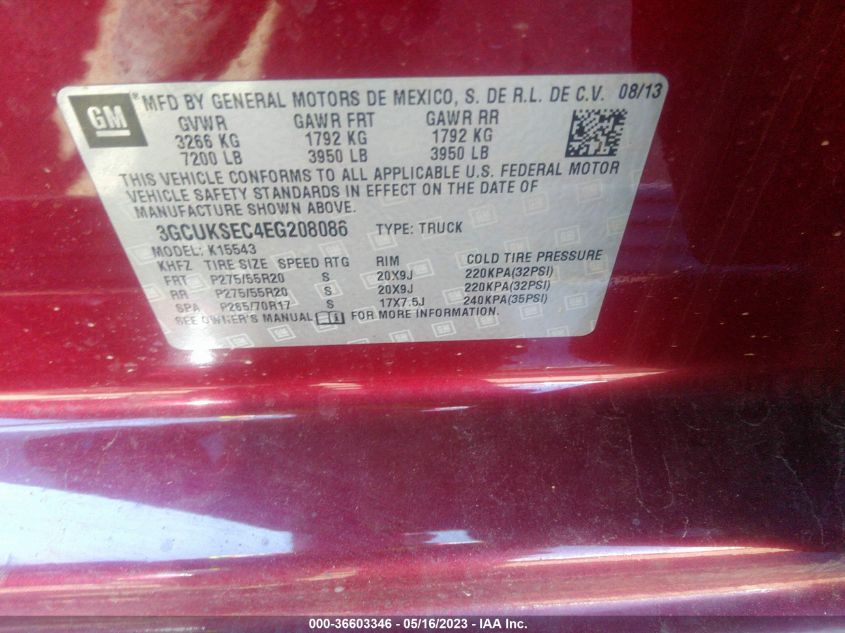 GM
® MFD BY GENERAL MOTORS DE MEXICO, S. DE R.L. DE C.V. 08/13
GVWR GAWR FRT GAWR RR
3266 KG 1792 KG 1792 KG
7200 LB 3950 LB 3950 LB
THIS VEHICLE CONFORMS TO ALL APPLICABLE U.S. FEDERAL MOTOR
VEHICLE SAFETY STANDARDS IN EFFECT ON THE DATE OF
MANUFACTURE SHOWN ABOVE.
3GCUKSEC4EG208086 TYPE: TRUCK
MODEL: K15543
KHFZ TIRE SIZE SPEED RTG RIM COLD TIRE PRESSURE
FRT P275/55R20 S 20X9J 220KPA(32PSI)
RR P275/55R20 S 20X9J 220KPA(32PSI)
SPA P265/70R17 S 17X7.5J 240KPA(35PSI)
SEE OWNER'S MANUAL FOR MORE INFORMATION.
000-36603346 - 05/16/2023 - IAA Inc.